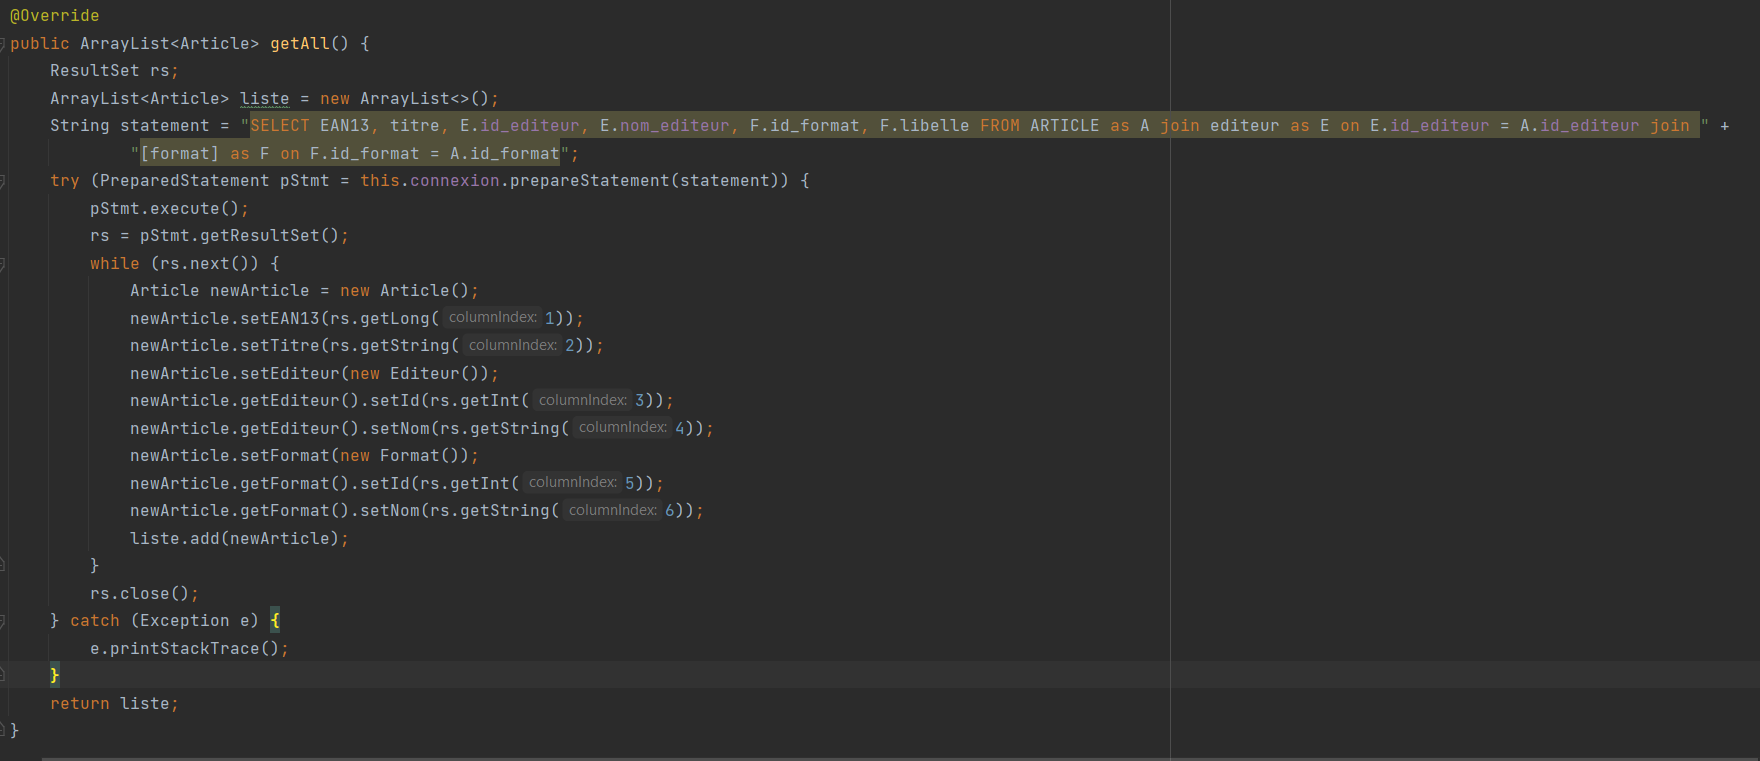 @Override
public ArrayList<Article> getAll() {
    ResultSet rs;
    ArrayList<Article> liste = new ArrayList<>();
    String statement = "SELECT EAN13, titre, E.id_editeur, E.nom_editeur, F.id_format, F.libelle FROM ARTICLE as A join editeur as E on E.id_editeur = A.id_editeur join " +
            "[format] as F on F.id_format = A.id_format";
    try (PreparedStatement pStmt = this.connexion.prepareStatement(statement)) {
        pStmt.execute();
        rs = pStmt.getResultSet();
        while (rs.next()) {
            Article newArticle = new Article();
            newArticle.setEAN13(rs.getLong( columnIndex: 1));
            newArticle.setTitre(rs.getString( columnIndex: 2));
            newArticle.setEditeur(new Editeur());
            newArticle.getEditeur().setId(rs.getInt( columnIndex: 3));
            newArticle.getEditeur().setNom(rs.getString( columnIndex: 4));
            newArticle.setFormat(new Format());
            newArticle.getFormat().setId(rs.getInt( columnIndex: 5));
            newArticle.getFormat().setNom(rs.getString( columnIndex: 6));
            liste.add(newArticle);
        }
        rs.close();
    } catch (Exception e) {
        e.printStackTrace();
    }
    return liste;
}